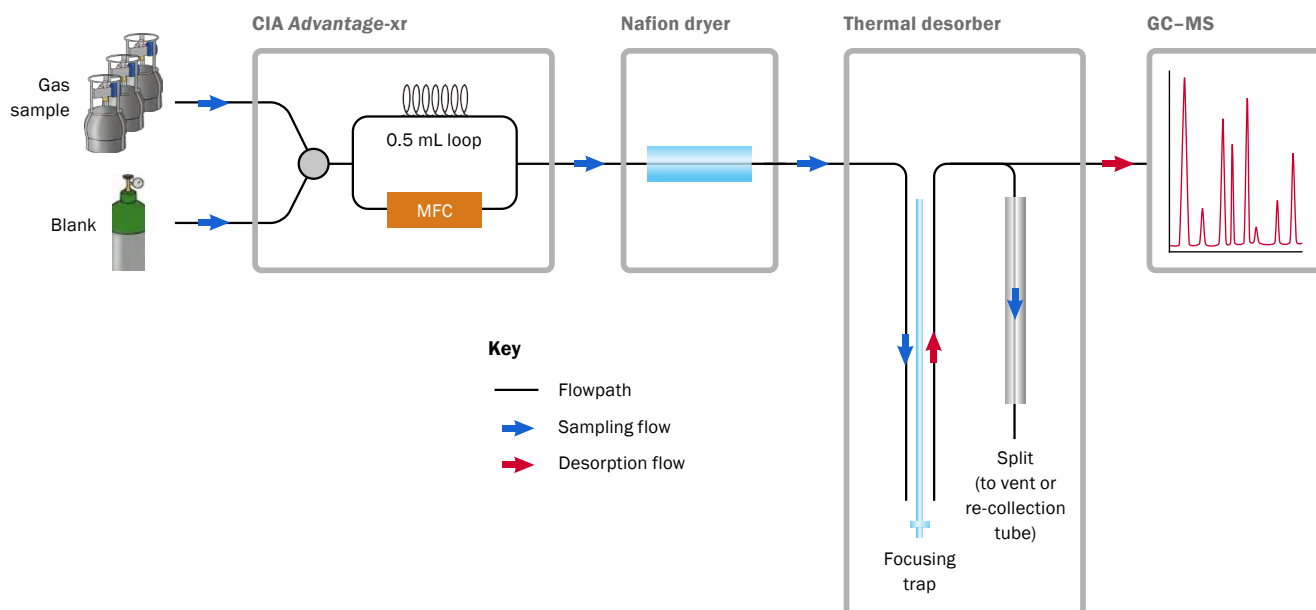 CIA Advantage-xr
Nafion dryer
Thermal desorber
GC–MS
Gas
sample
0.5 mL loop
MFC
Blank
Key
Flowpath
Sampling flow
Desorption flow
Split
(to vent or
re-collection
tube)
Focusing
trap